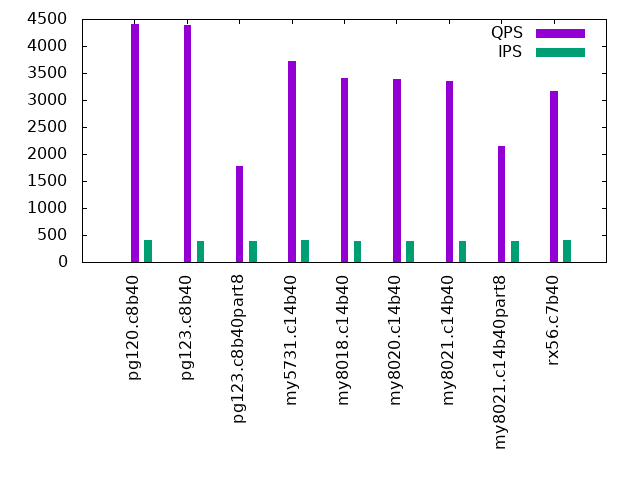 4500
4000
3500
3000
2500
2000
1500
1000
500
0
QPS
IPS
pg120.c8b40
pg123.c8b40
pg123.c8b40part8
my5731.c14b40
my8018.c14b40
my8020.c14b40
my8021.c14b40
my8021.c14b40part8
rx56.c7b40